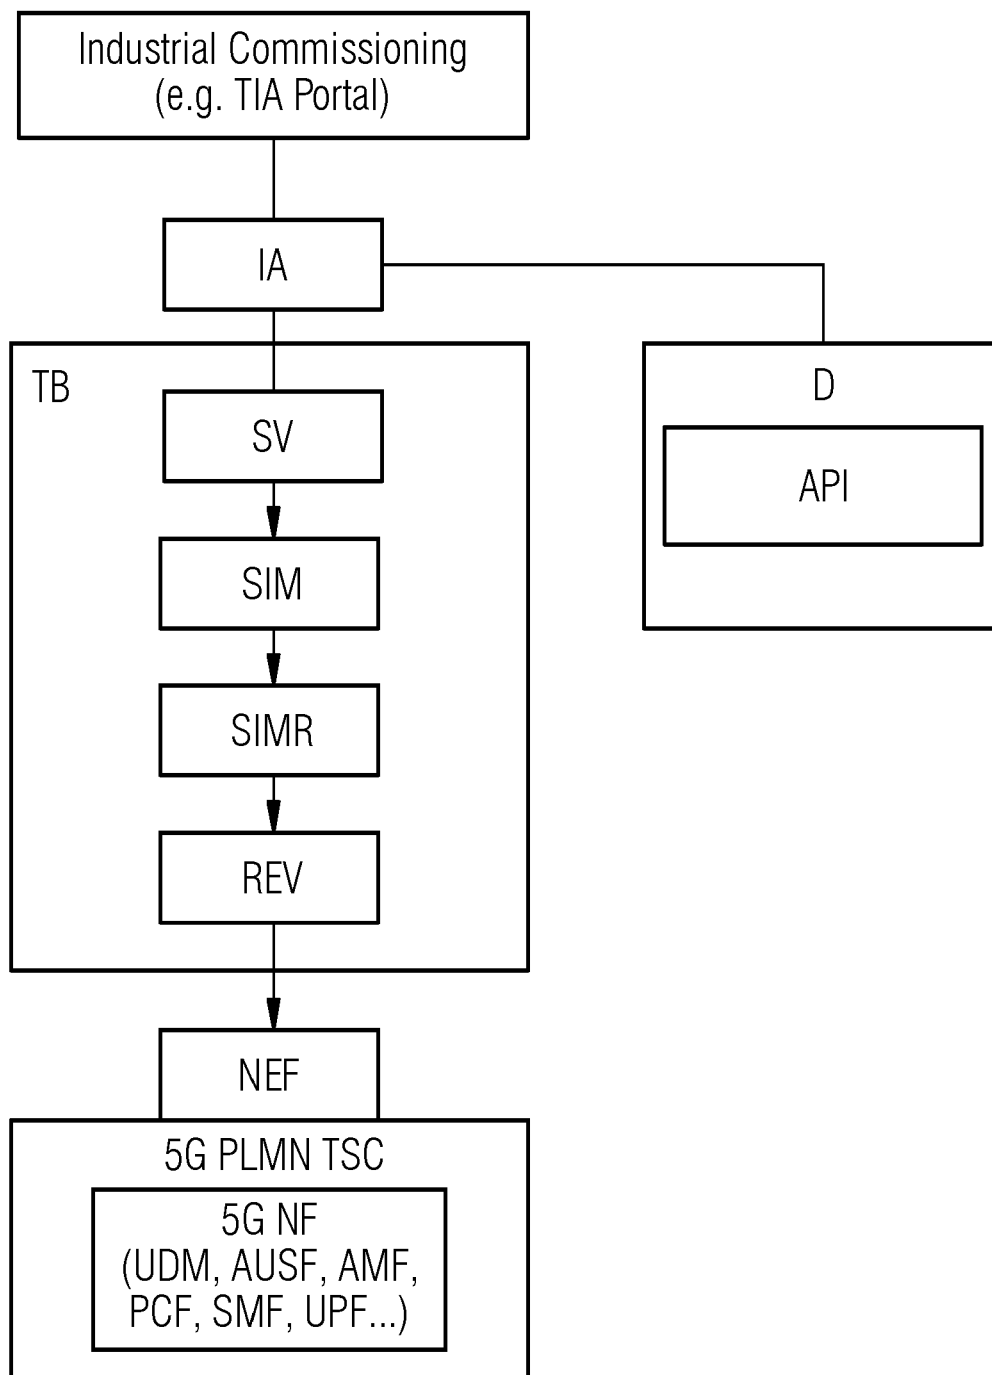 Industrial Commissioning
(e.g. TIA Portal)
IA
TB
SV
SIM
SIMR
REV
D
API
NEF
5G PLMN TSC
5G NF
(UDM, AUSF, AMF,
PCF, SMF, UPF...)